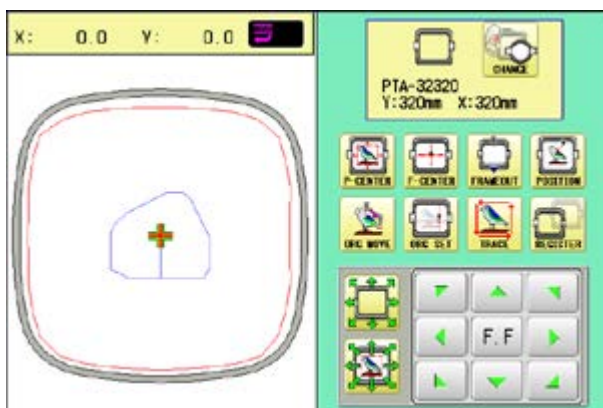 X: 0.0 Y: 0.0
CHANGE
PTA-32320
Y:320mm X:320mm
P-CENTER F-CENTER FRAMEOUT POSITION
ORG MOVE ORG SET TRACE REGISTER
F.F